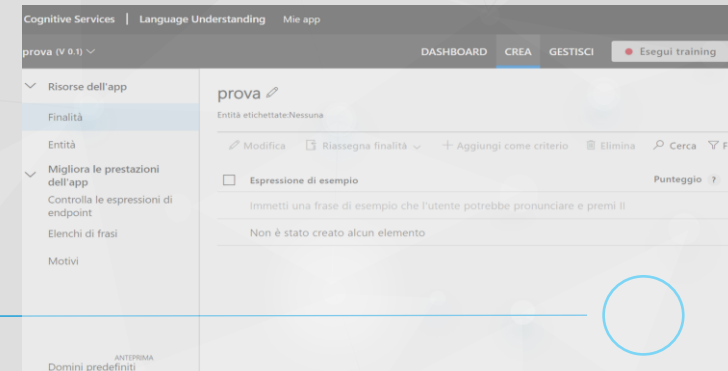 Cognitive Services | Language Understanding Mie app
prova (V 0.1) DASHBOARD CREA GESTISCI Esegui training
Risorse dell'app
Finalità
Entità
Migliora le prestazioni
dell'app
Controlla le espressioni di
endpoint
Elenchi di frasi
Motivi
ANTEPRIMA
Domini predefiniti
prova
Entità etichettate:Nessuna
Modifica Riassegna finalità + Aggiungi come criterio Elimina Cerca F
Espressione di esempio Punteggio ?
Immetti una frase di esempio che l'utente potrebbe pronunciare e premi II
Non è stato creato alcun elemento